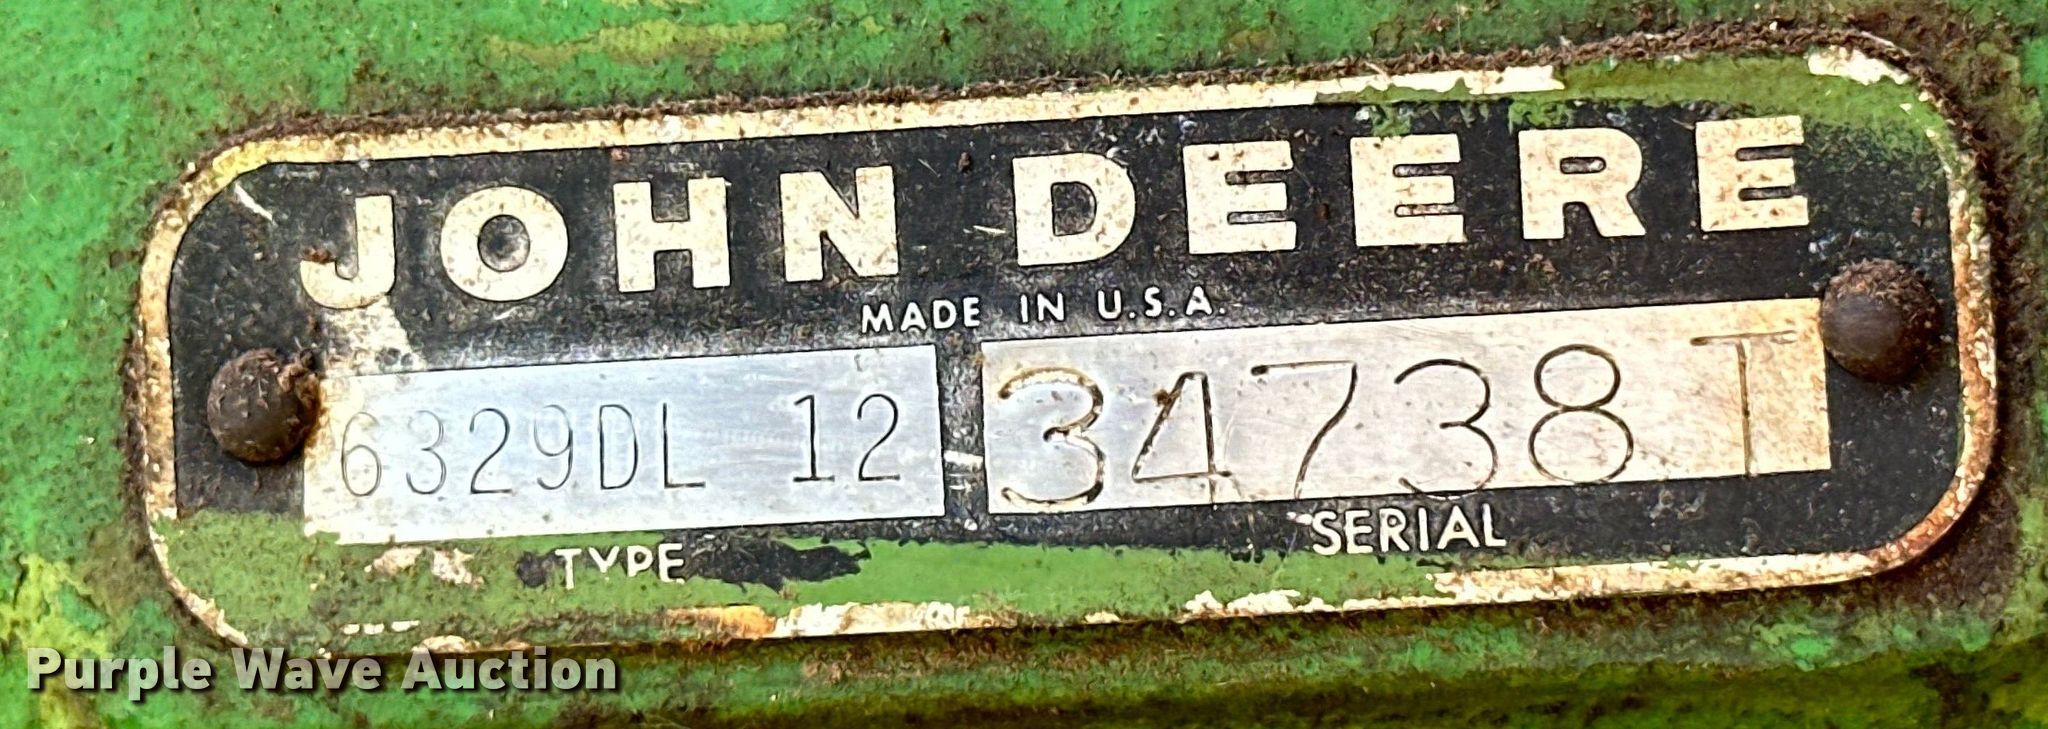 JOHN DEERE
MADE IN U.S.A.
6329DL 12 34738 T
TYPE SERIAL
Purple Wave Auction